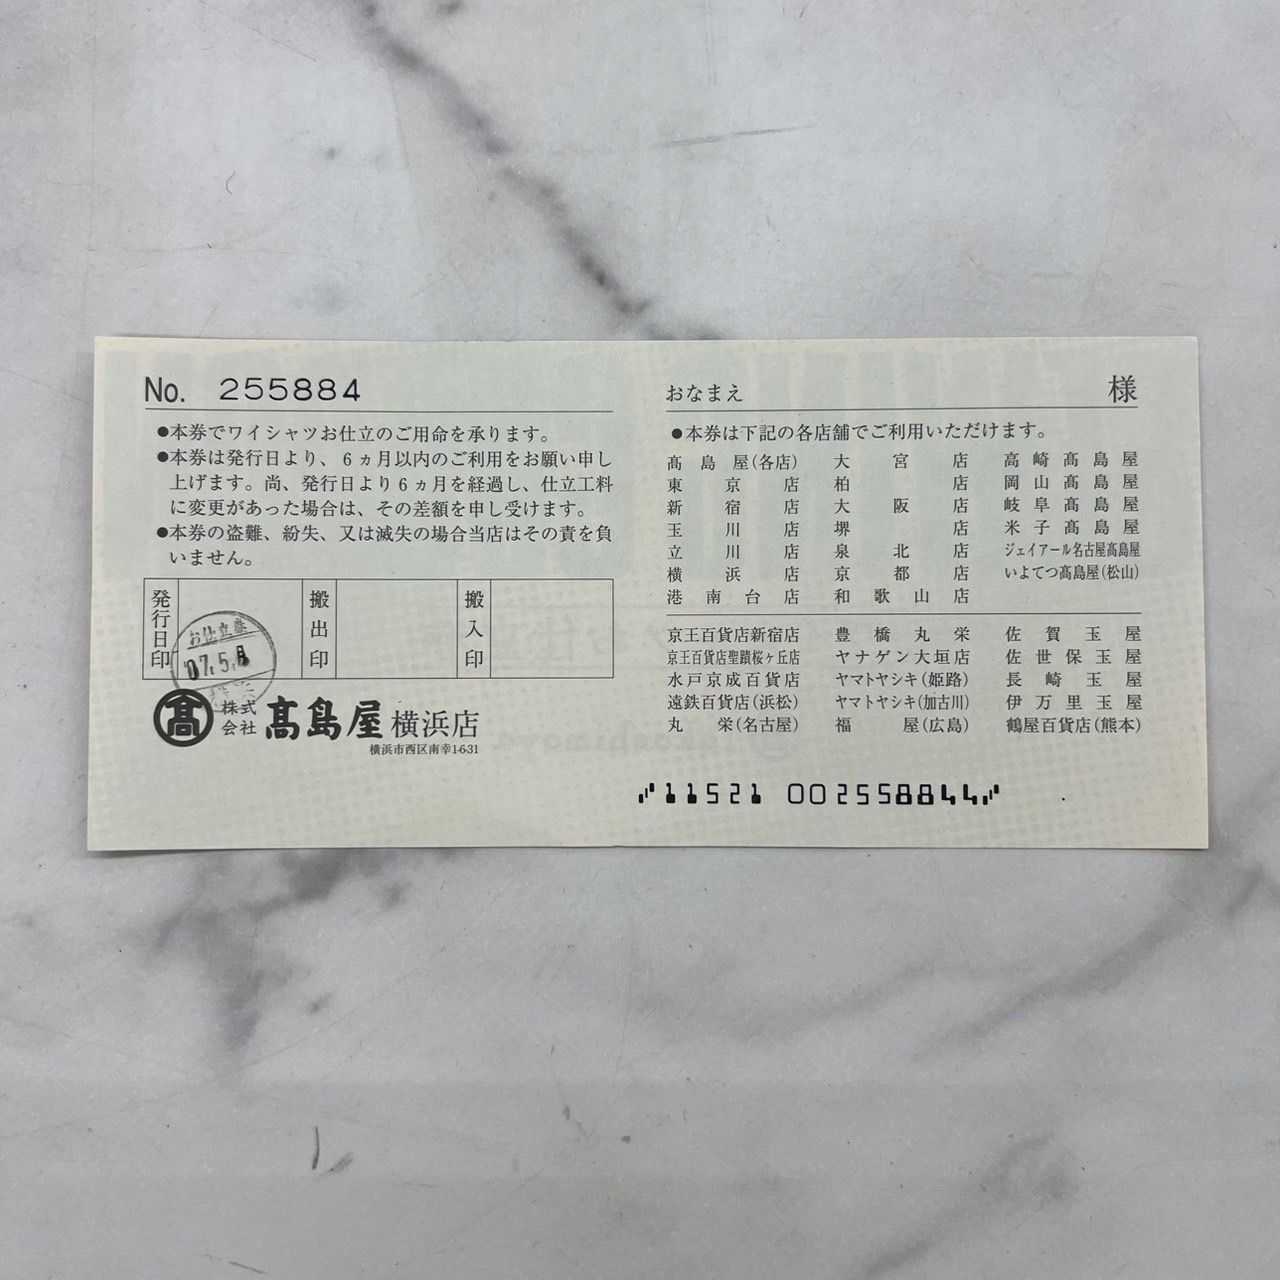 No. 255884
●本券でワイシャツお仕立のご用命を承ります。
●本券は発行日より、6ヵ月以内のご利用をお願い申し
上げます。尚、発行日より6ヵ月を経過し、仕立工料
に変更があった場合は、その差額を申し受けます。
●本券の盗難、紛失、又は滅失の場合当店はその責を負
いません。
発行日印 搬出印 搬入印
お仕立券
'07.5.8
株式会社 髙島屋 横浜店
横浜市西区南幸1-6-31
おなまえ 様
●本券は下記の各店舗でご利用いただけます。
髙島屋(各店) 大宮店 高崎髙島屋
東京店 柏店 岡山髙島屋
新宿店 大阪店 岐阜髙島屋
玉川店 堺店 米子髙島屋
立川店 泉北店 ジェイアール名古屋髙島屋
横浜店 京都店 いよてつ髙島屋(松山)
港南台店 和歌山店
京王百貨店新宿店 豊橋丸栄 佐賀玉屋
京王百貨店聖蹟桜ヶ丘店 ヤナゲン大垣店 佐世保玉屋
水戸京成百貨店 ヤマトヤシキ(姫路) 長崎玉屋
遠鉄百貨店(浜松) ヤマトヤシキ(加古川) 伊万里玉屋
丸栄(名古屋) 福屋(広島) 鶴屋百貨店(熊本)
11521 002558844